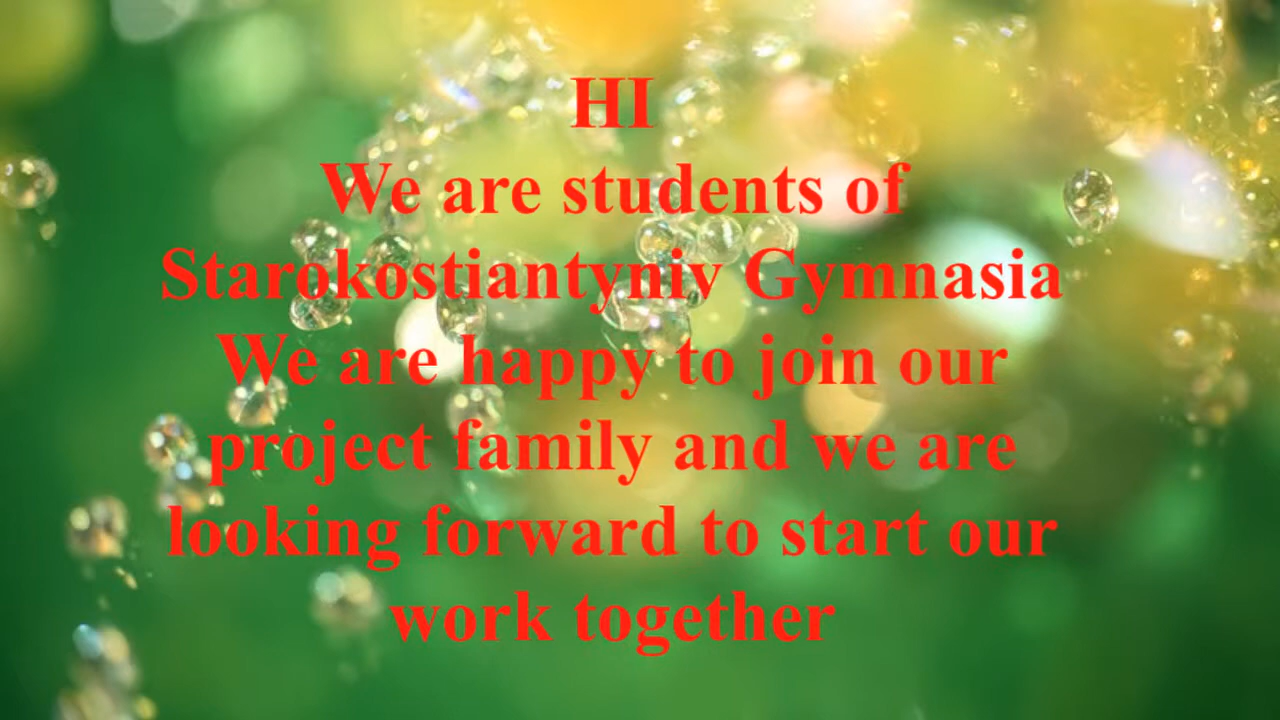 HI
We are students of
Starokostiantyniv Gymnasia
We are happy to join our
project family and we are
looking forward to start our
work together